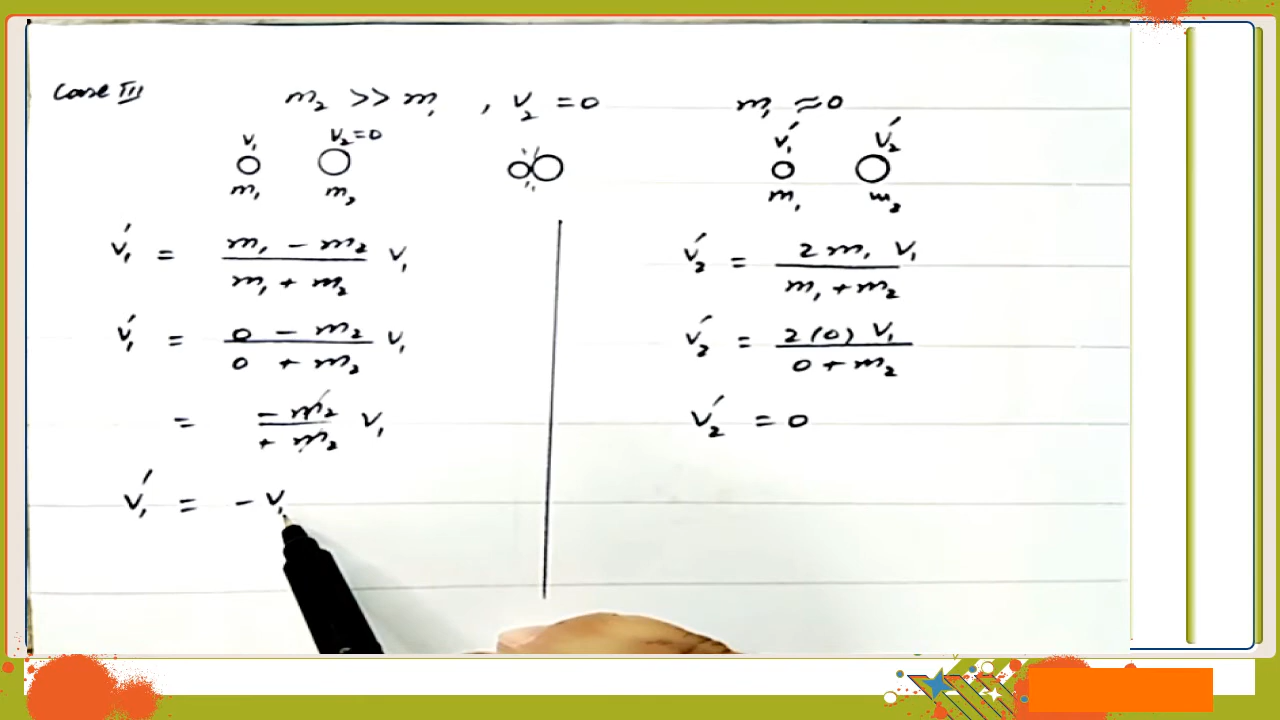 Case III m₂ >> m₁ , v₂ = 0 m₁ ≈ 0
v₁ v₂=0 v₁′ v₂′
m₁ m₂ m₁ m₂
v₁′ = (m₁ - m₂)/(m₁ + m₂) v₁
v₁′ = (0 - m₂)/(0 + m₂) v₁
= (-m₂)/(+m₂) v₁
v₁′ = -v₁
v₂′ = (2m₁ v₁)/(m₁ + m₂)
v₂′ = (2(0) v₁)/(0 + m₂)
v₂′ = 0